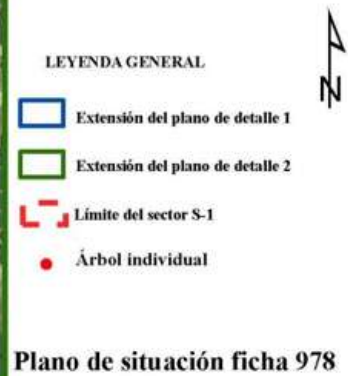 N
LEYENDA GENERAL
Extensión del plano de detalle 1
Extensión del plano de detalle 2
Límite del sector S-1
Árbol individual
Plano de situación ficha 978